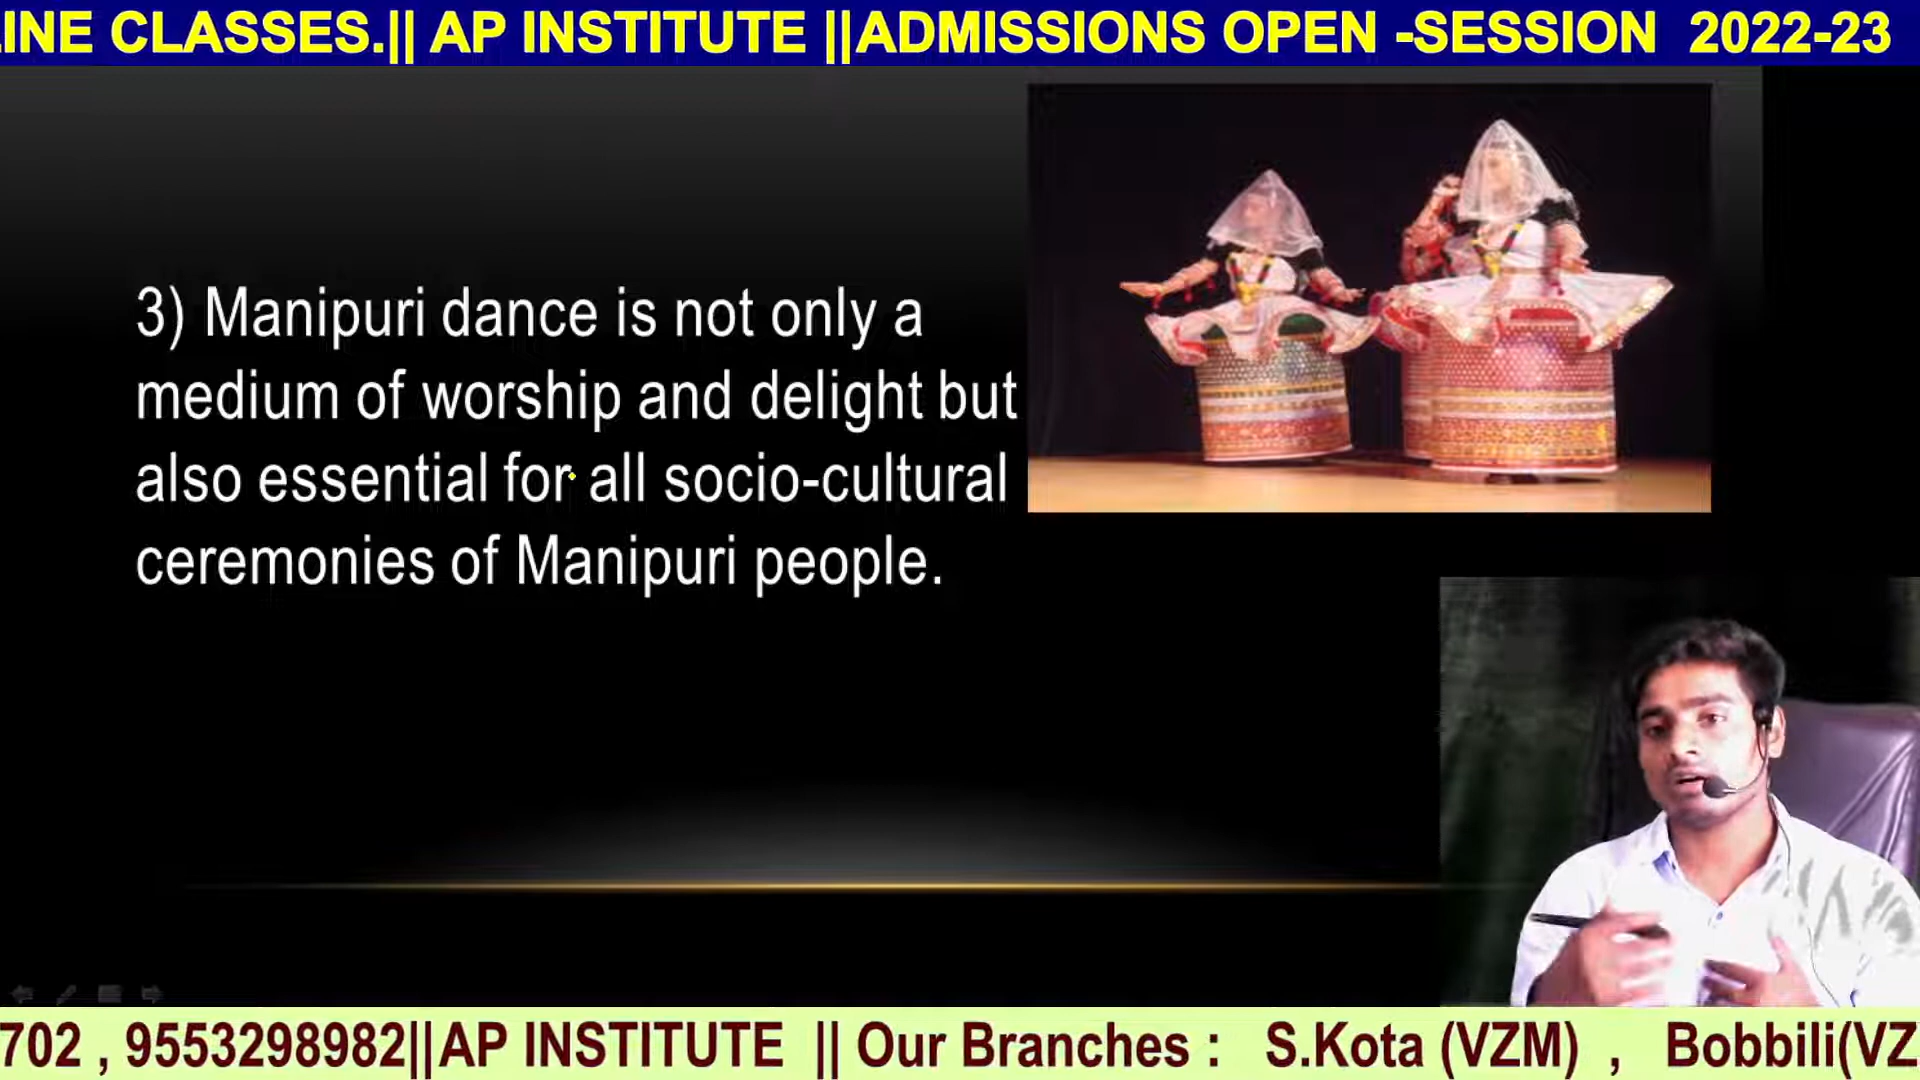 INE CLASSES.|| AP INSTITUTE ||ADMISSIONS OPEN -SESSION 2022-23
3) Manipuri dance is not only a
medium of worship and delight but
also essential for all socio-cultural
ceremonies of Manipuri people.
702 , 9553298982||AP INSTITUTE || Our Branches : S.Kota (VZM) , Bobbili(VZ